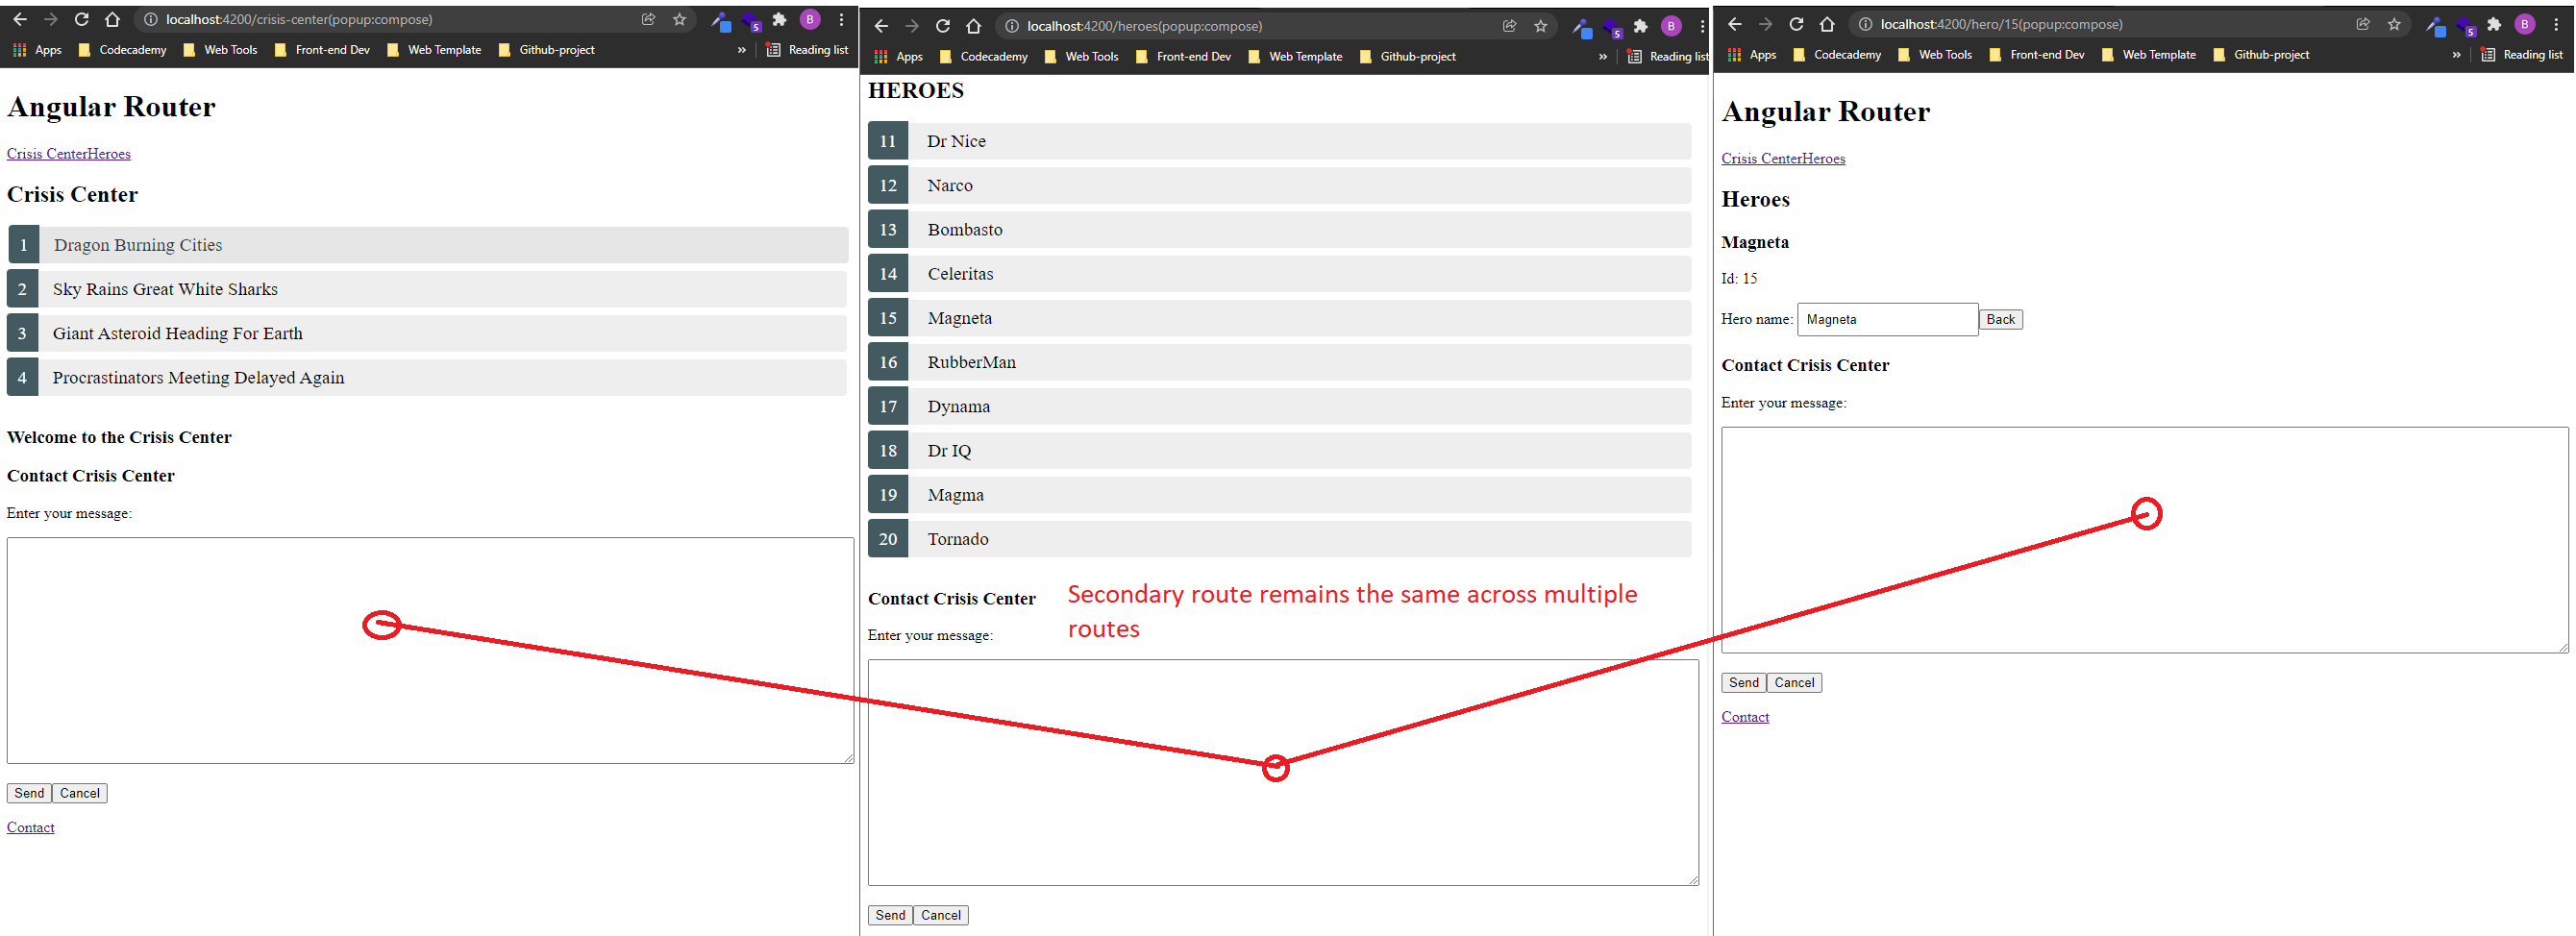 localhost:4200/crisis-center(popup:compose)
Apps Codecademy Web Tools Front-end Dev Web Template Github-project » Reading list
Angular Router
Crisis CenterHeroes
Crisis Center
1 Dragon Burning Cities
2 Sky Rains Great White Sharks
3 Giant Asteroid Heading For Earth
4 Procrastinators Meeting Delayed Again
Welcome to the Crisis Center
Contact Crisis Center
Enter your message:
Send Cancel
Contact
5 B
localhost:4200/heroes(popup:compose)
5 B
Apps Codecademy Web Tools Front-end Dev Web Template Github-project » Reading list
HEROES
11 Dr Nice
12 Narco
13 Bombasto
14 Celeritas
15 Magneta
16 RubberMan
17 Dynama
18 Dr IQ
19 Magma
20 Tornado
Contact Crisis Center
Enter your message:
Secondary route remains the same across multiple
routes
Send Cancel
localhost:4200/hero/15(popup:compose)
5 B
Apps Codecademy Web Tools Front-end Dev Web Template Github-project » Reading list
Angular Router
Crisis CenterHeroes
Heroes
Magneta
Id: 15
Hero name: Magneta Back
Contact Crisis Center
Enter your message:
Send Cancel
Contact